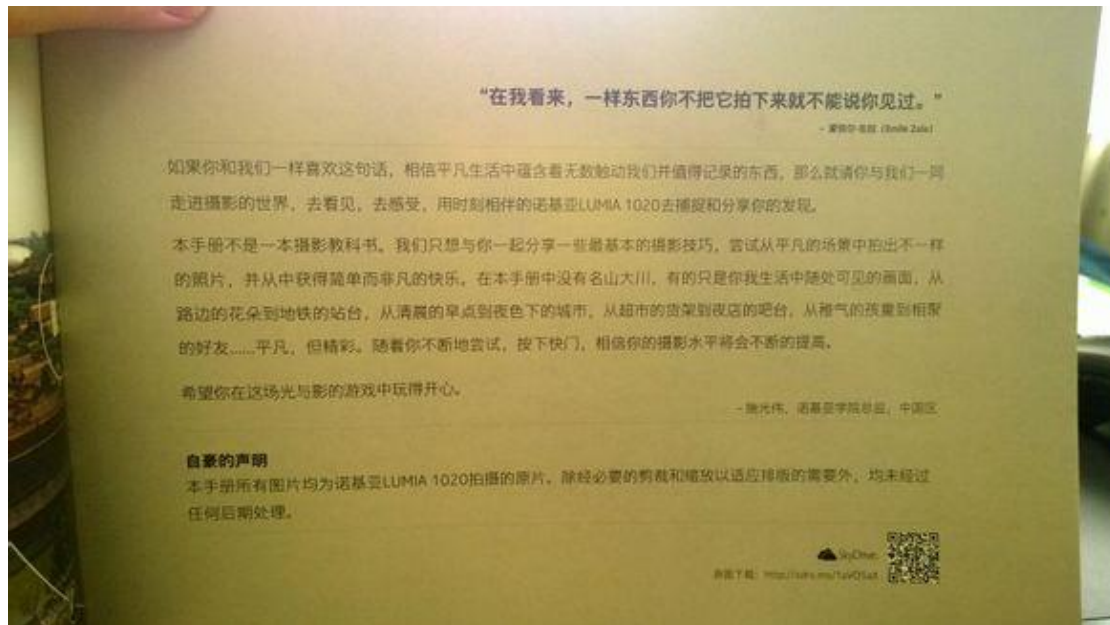 “在我看来，一样东西你不把它拍下来就不能说你见过。”
- 爱弥尔·左拉 (Emile Zola)
如果你和我们一样喜欢这句话，相信平凡生活中蕴含着无数触动我们并值得记录的东西，那么就请你与我们一同
走进摄影的世界，去看见，去感受，用时刻相伴的诺基亚LUMIA 1020去捕捉和分享你的发现。
本手册不是一本摄影教科书。我们只想与你一起分享一些最基本的摄影技巧，尝试从平凡的场景中拍出不一样
的照片，并从中获得简单而非凡的快乐。在本手册中没有名山大川，有的只是你我生活中随处可见的画面，从
路边的花朵到地铁的站台，从清晨的早点到夜色下的城市，从超市的货架到夜店的吧台，从稚气的孩童到相聚
的好友......平凡，但精彩。随着你不断地尝试，按下快门，相信你的摄影水平将会不断的提高。
希望你在这场光与影的游戏中玩得开心。
- 施光伟，诺基亚学院总监，中国区
自豪的声明
本手册所有图片均为诺基亚LUMIA 1020拍摄的原片。除经必要的剪裁和缩放以适应排版的需要外，均未经过
任何后期处理。
SkyDrive
下载：